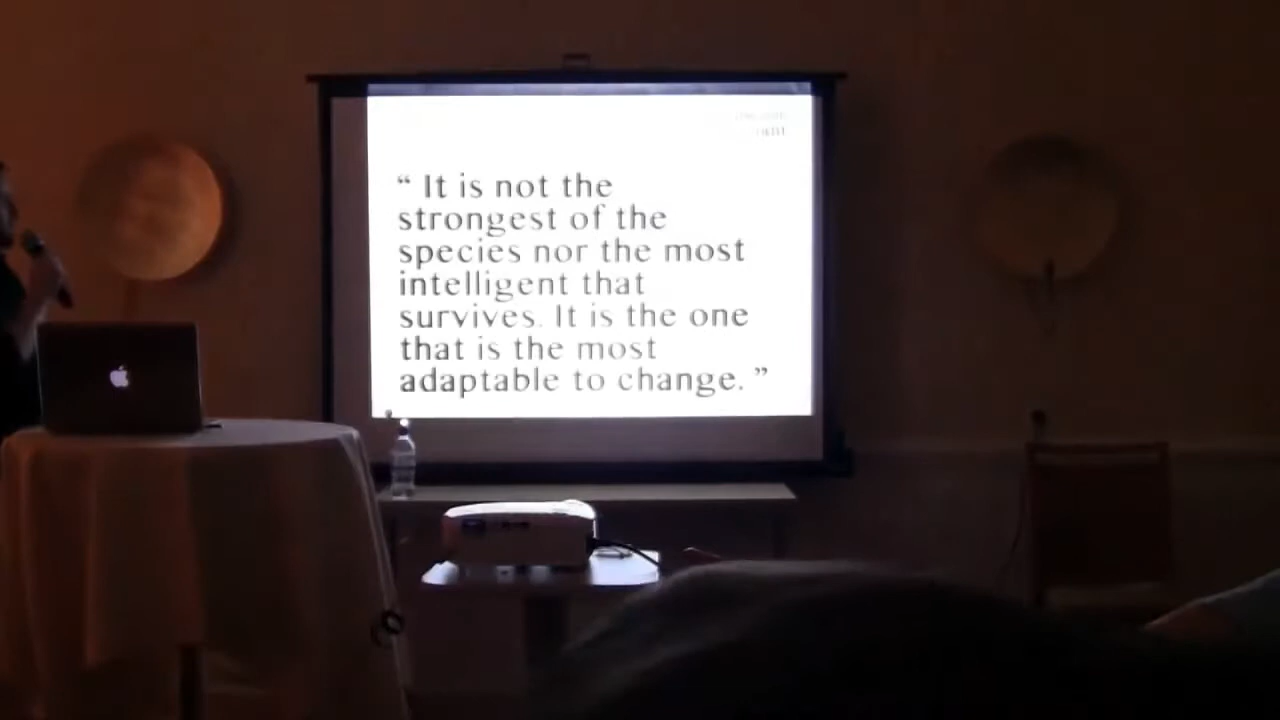 “ It is not the
strongest of the
species nor the most
intelligent that
survives. It is the one
that is the most
adaptable to change. ”